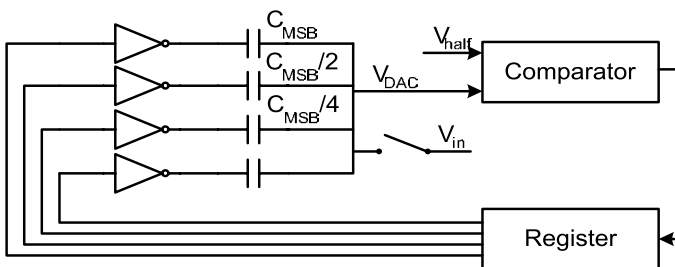 C_MSB
C_MSB/2
C_MSB/4
V_half
V_DAC
Comparator
V_in
Register